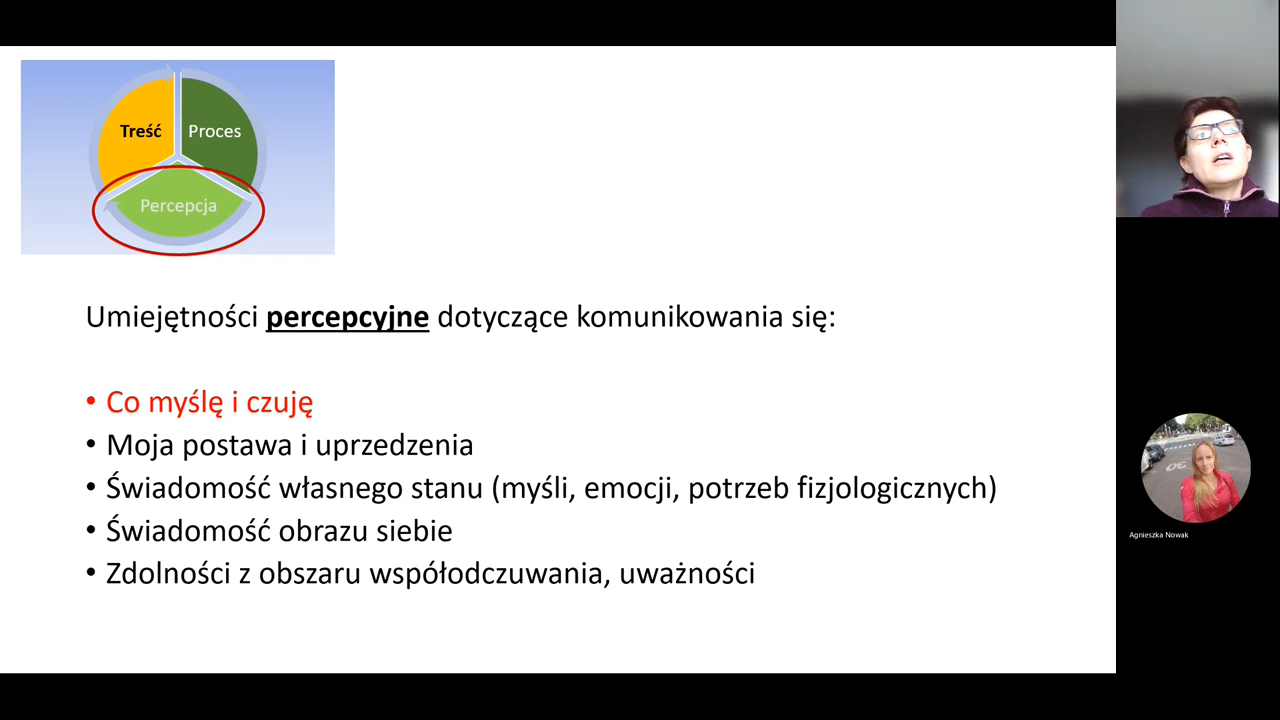 Treść
Proces
Percepcja
Umiejętności percepcyjne dotyczące komunikowania się:
• Co myślę i czuję
• Moja postawa i uprzedzenia
• Świadomość własnego stanu (myśli, emocji, potrzeb fizjologicznych)
• Świadomość obrazu siebie
• Zdolności z obszaru współodczuwania, uważności
Agnieszka Nowak